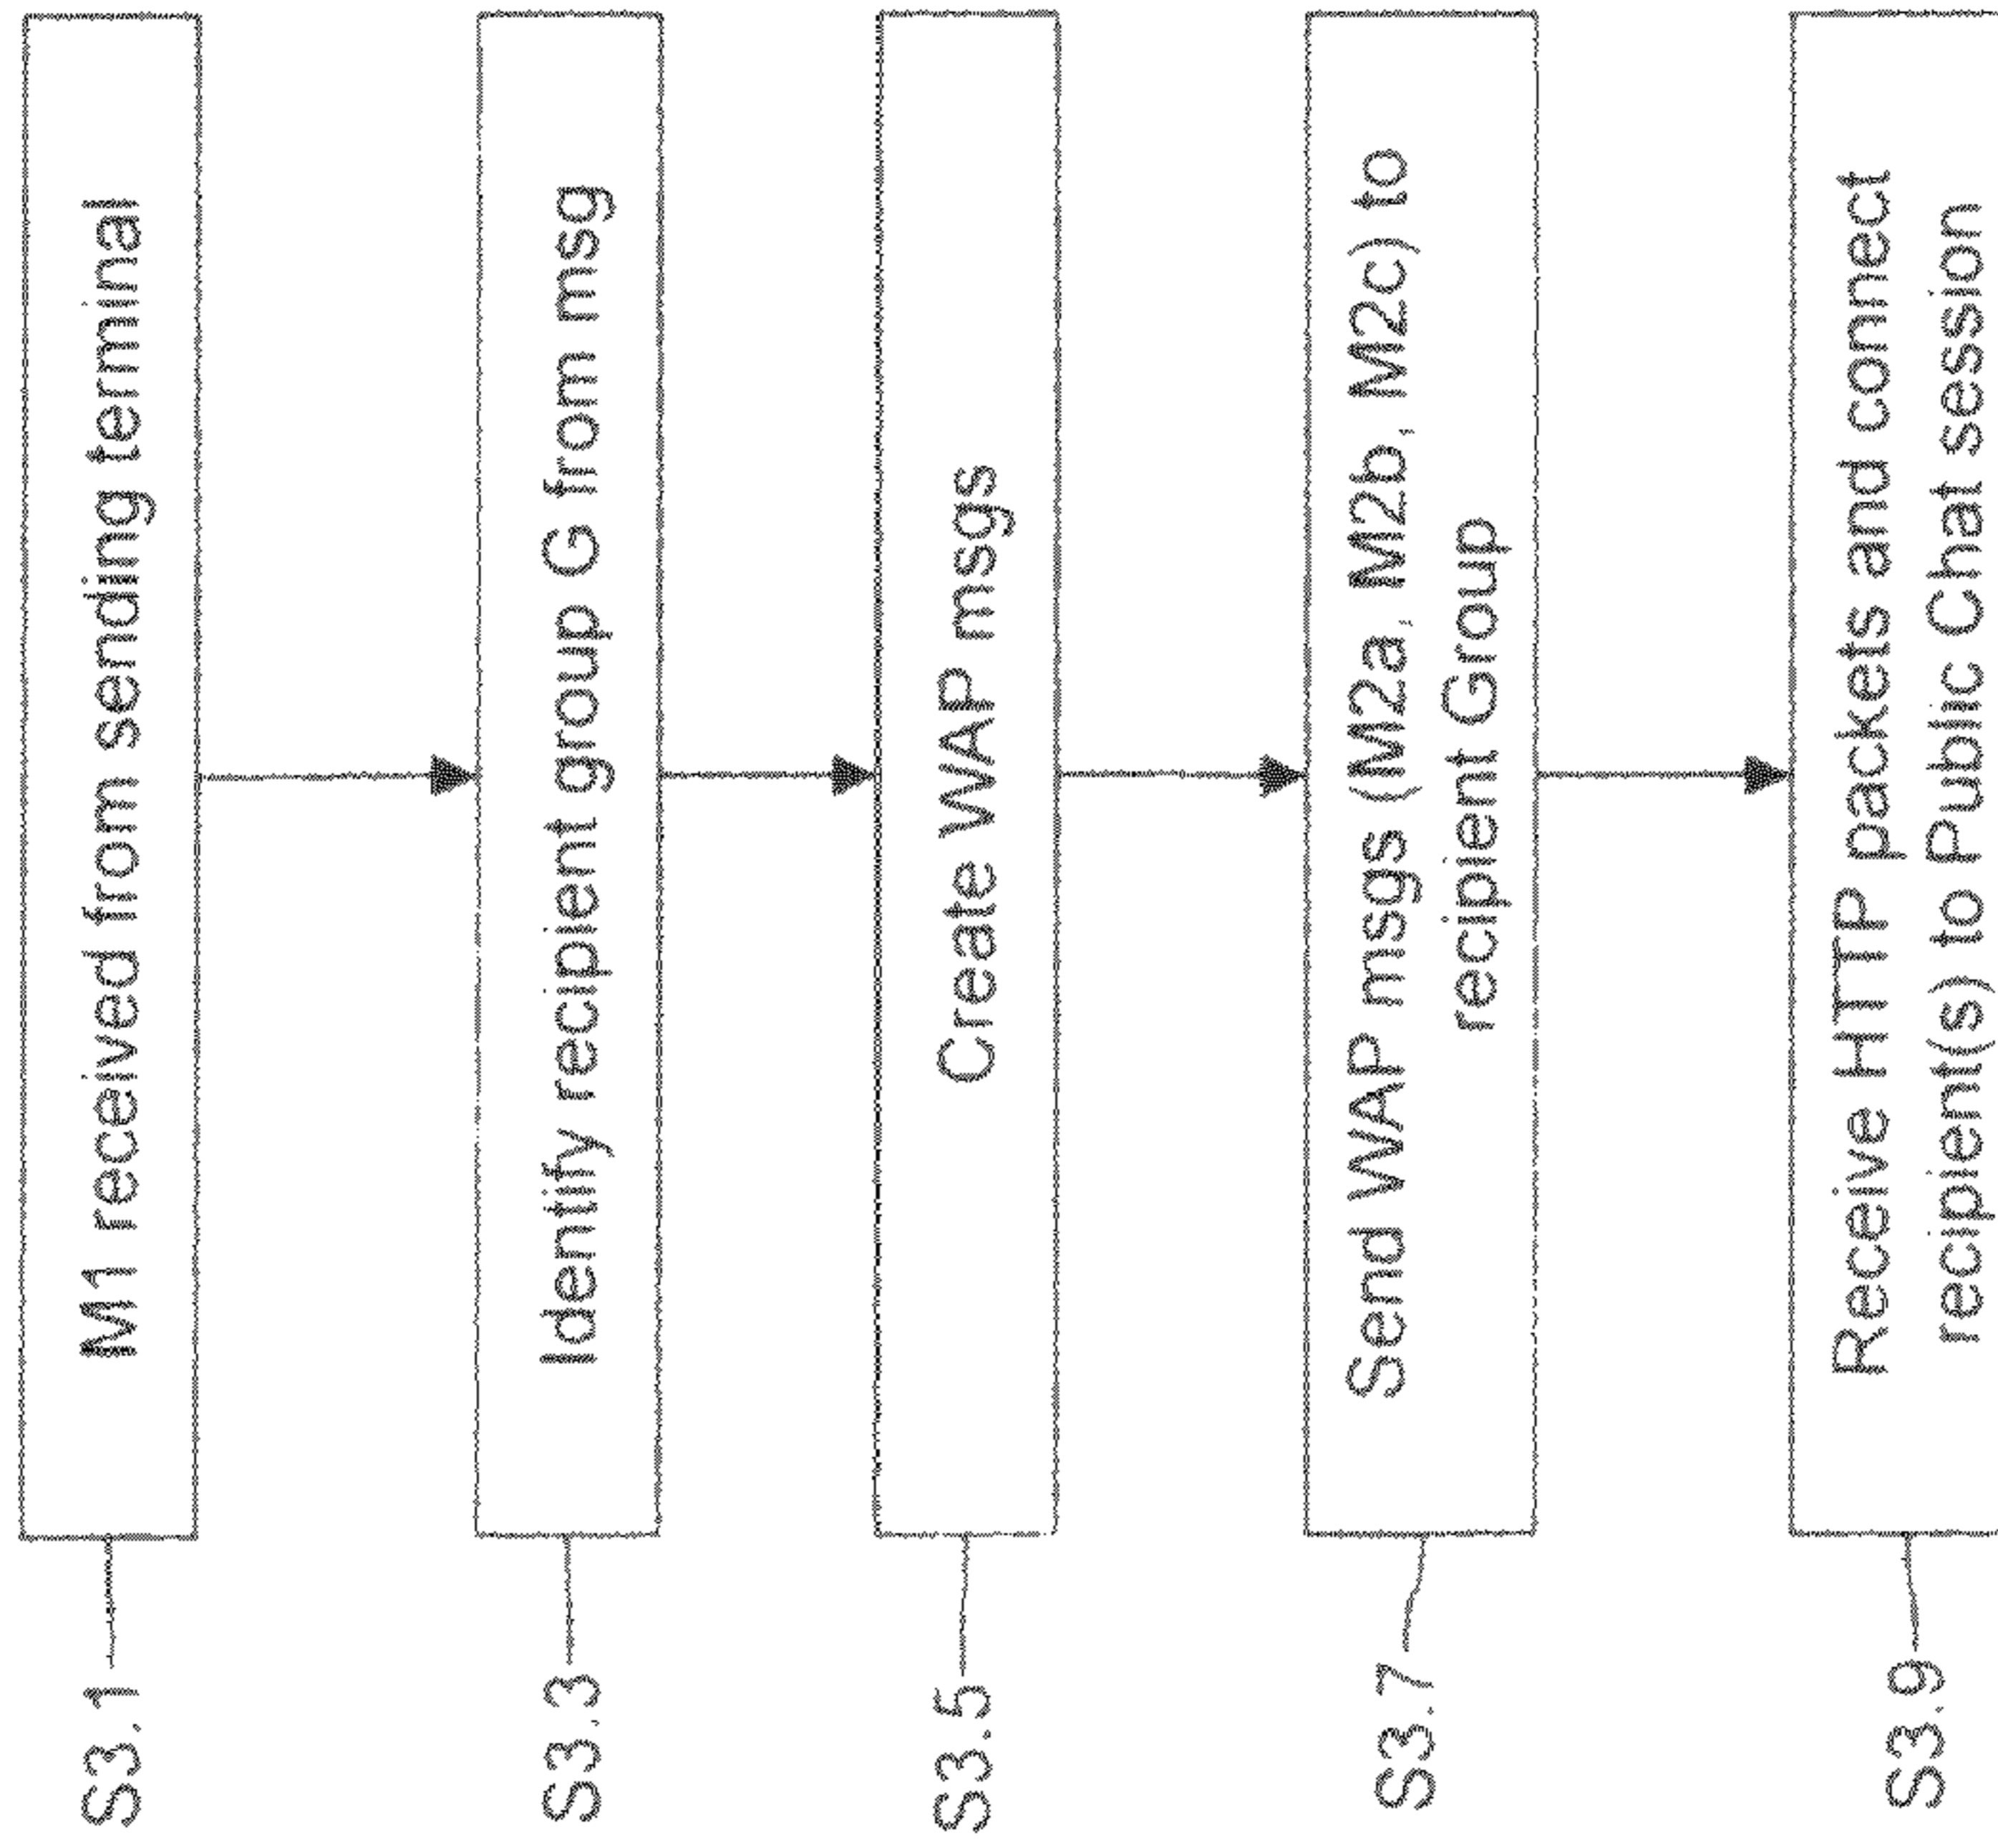 S3.1
M1 received from sending terminal
S3.3
Identify recipient group G from msg
S3.5
Create WAP msgs
S3.7
Send WAP msgs (M2a, M2b, M2c) to
recipient Group
S3.9
Receive HTTP packets and connect
recipient(s) to Public Chat session